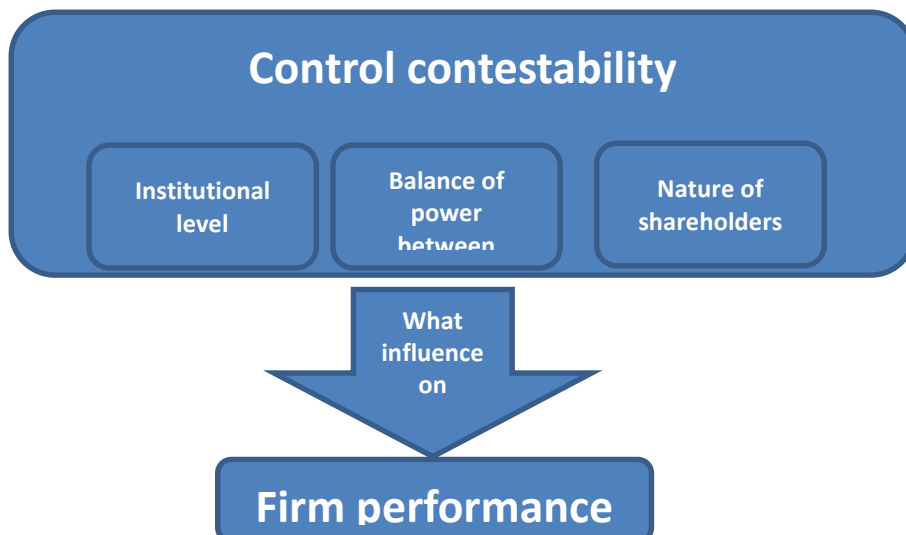 Control contestability
Institutional
level
Balance of
power
between
Nature of
shareholders
What
influence
on
Firm performance